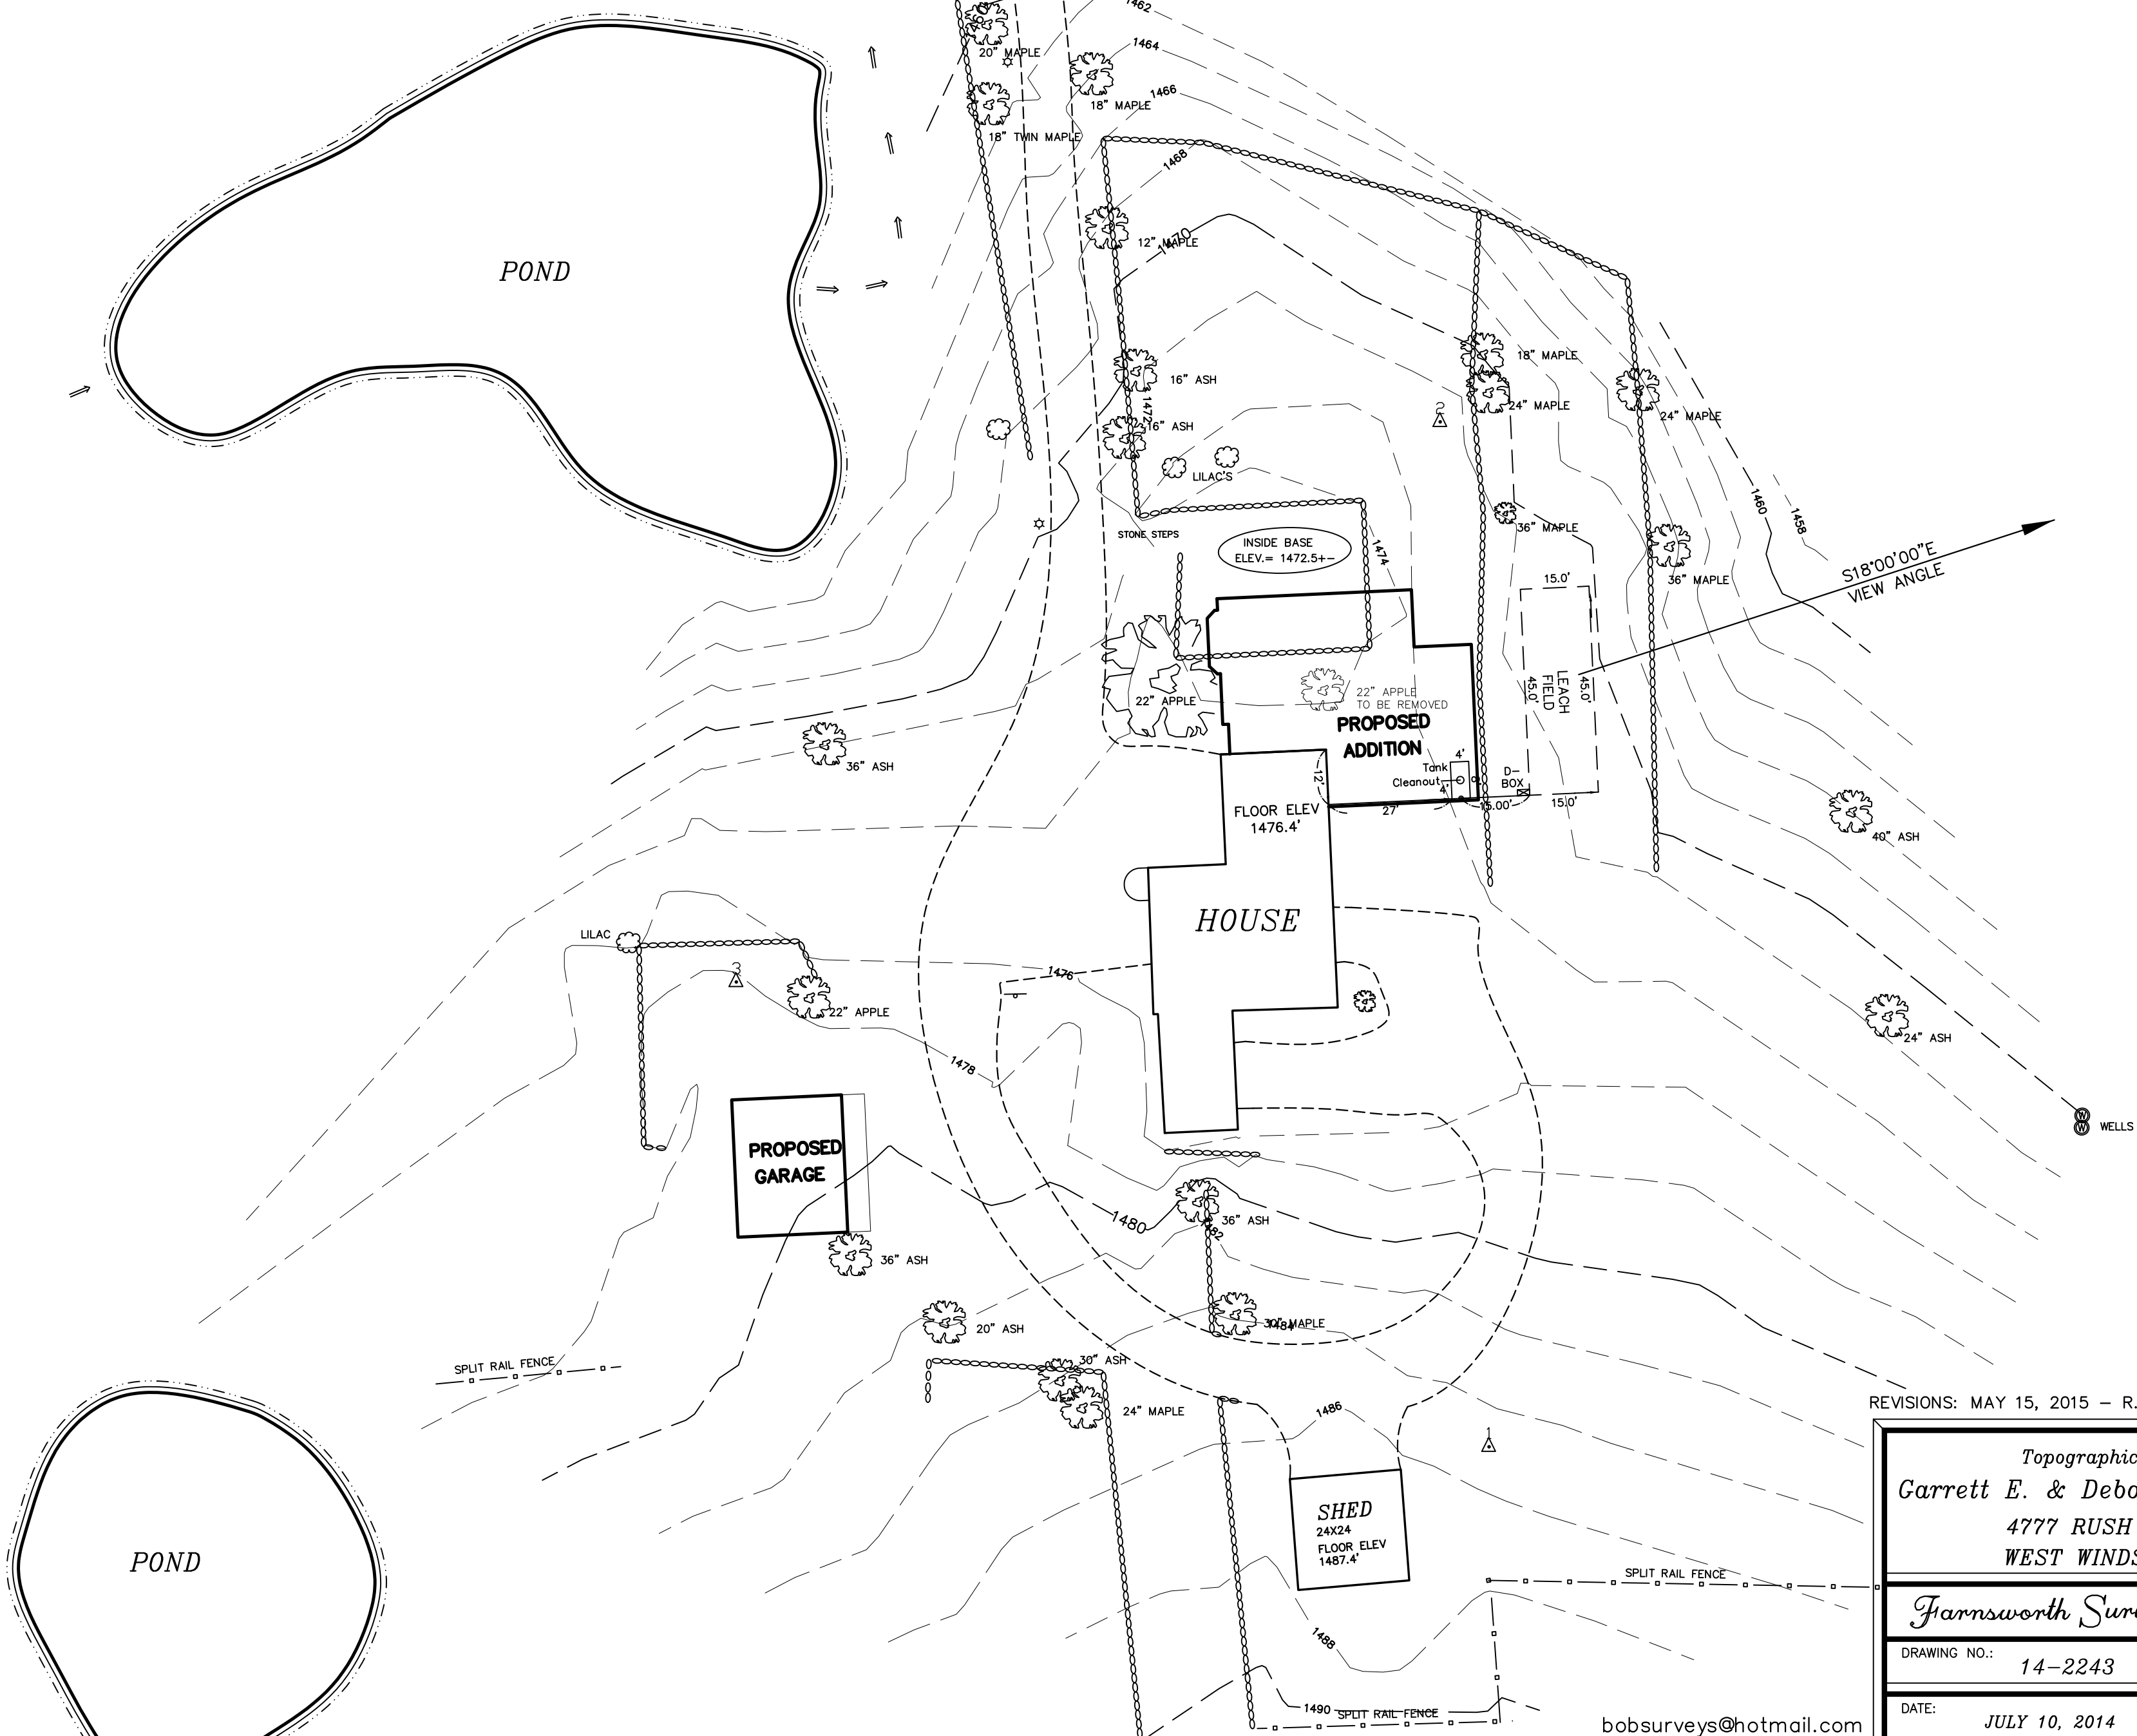 1462
1460
20" MAPLE
1464
1466
18" MAPLE
18" TWIN MAPLE
1468
12" MAPLE
1470
POND
18" MAPLE
16" ASH
1472
24" MAPLE
24" MAPLE
2
16" ASH
LILAC'S
1460
1458
36" MAPLE
STONE STEPS
INSIDE BASE
ELEV.= 1472.5+-
1474
S18°00'00"E
VIEW ANGLE
15.0'
36" MAPLE
LEACH
FIELD
45.0'
45.0'
22" APPLE
22" APPLE
TO BE REMOVED
PROPOSED
ADDITION
36" ASH
4'
Tank
Cleanout
4'
D-
BOX
12'
27'
15.00'
15.0'
FLOOR ELEV
1476.4'
40" ASH
HOUSE
LILAC
3
1476
22" APPLE
24" ASH
1478
W
W
WELLS
PROPOSED
GARAGE
1480
36" ASH
1482
36" ASH
20" ASH
30" MAPLE
1484
SPLIT RAIL FENCE
30" ASH
24" MAPLE
1486
1
REVISIONS: MAY 15, 2015 – R.
Topographic
Garrett E. & Debo
4777 RUSH
WEST WINDS
SHED
24X24
FLOOR ELEV
1487.4'
POND
SPLIT RAIL FENCE
Farnsworth Sur
1488
DRAWING NO.:
14-2243
1490
SPLIT RAIL FENCE
DATE:
JULY 10, 2014
bobsurveys@hotmail.com